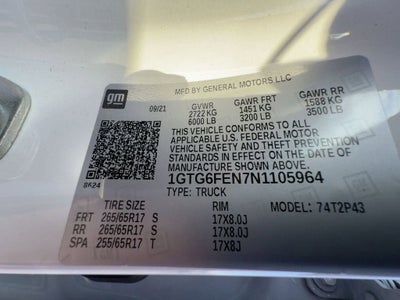 gm
MFD BY GENERAL MOTORS LLC
09/21 GVWR GAWR FRT GAWR RR
2722 KG 1451 KG 1588 KG
6000 LB 3200 LB 3500 LB
THIS VEHICLE CONFORMS TO ALL
APPLICABLE U.S. FEDERAL MOTOR
VEHICLE SAFETY AND THEFT PREVENTION
STANDARDS IN EFFECT ON THE DATE OF
MANUFACTURE SHOWN ABOVE.
1GTG6FEN7N1105964
8K24 TYPE: TRUCK
TIRE SIZE RIM MODEL: 74T2P43
FRT 265/65R17 S 17X8.0J
RR 265/65R17 S 17X8.0J
SPA 255/65R17 T 17X8J